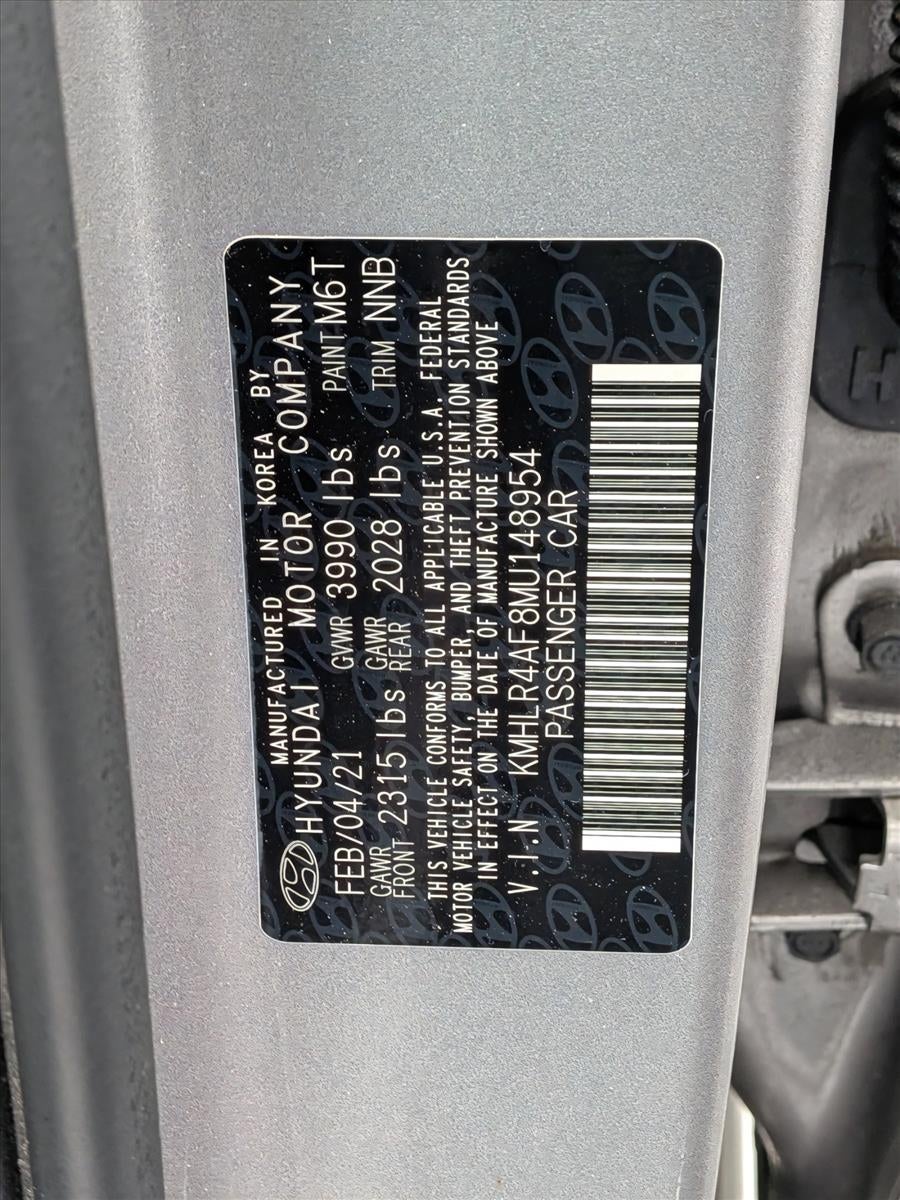 MANUFACTURED IN KOREA BY
HYUNDAI MOTOR COMPANY
FEB/04/21 GVWR 3990 lbs PAINT M6T
GAWR FRONT 2315 lbs GAWR REAR 2028 lbs TRIM NNB
THIS VEHICLE CONFORMS TO ALL APPLICABLE U.S.A FEDERAL
MOTOR VEHICLE SAFETY, BUMPER, AND THEFT PREVENTION STANDARDS
IN EFFECT ON THE DATE OF MANUFACTURE SHOWN ABOVE
V.I.N KMHLR4AF8MU148954
PASSENGER CAR
H